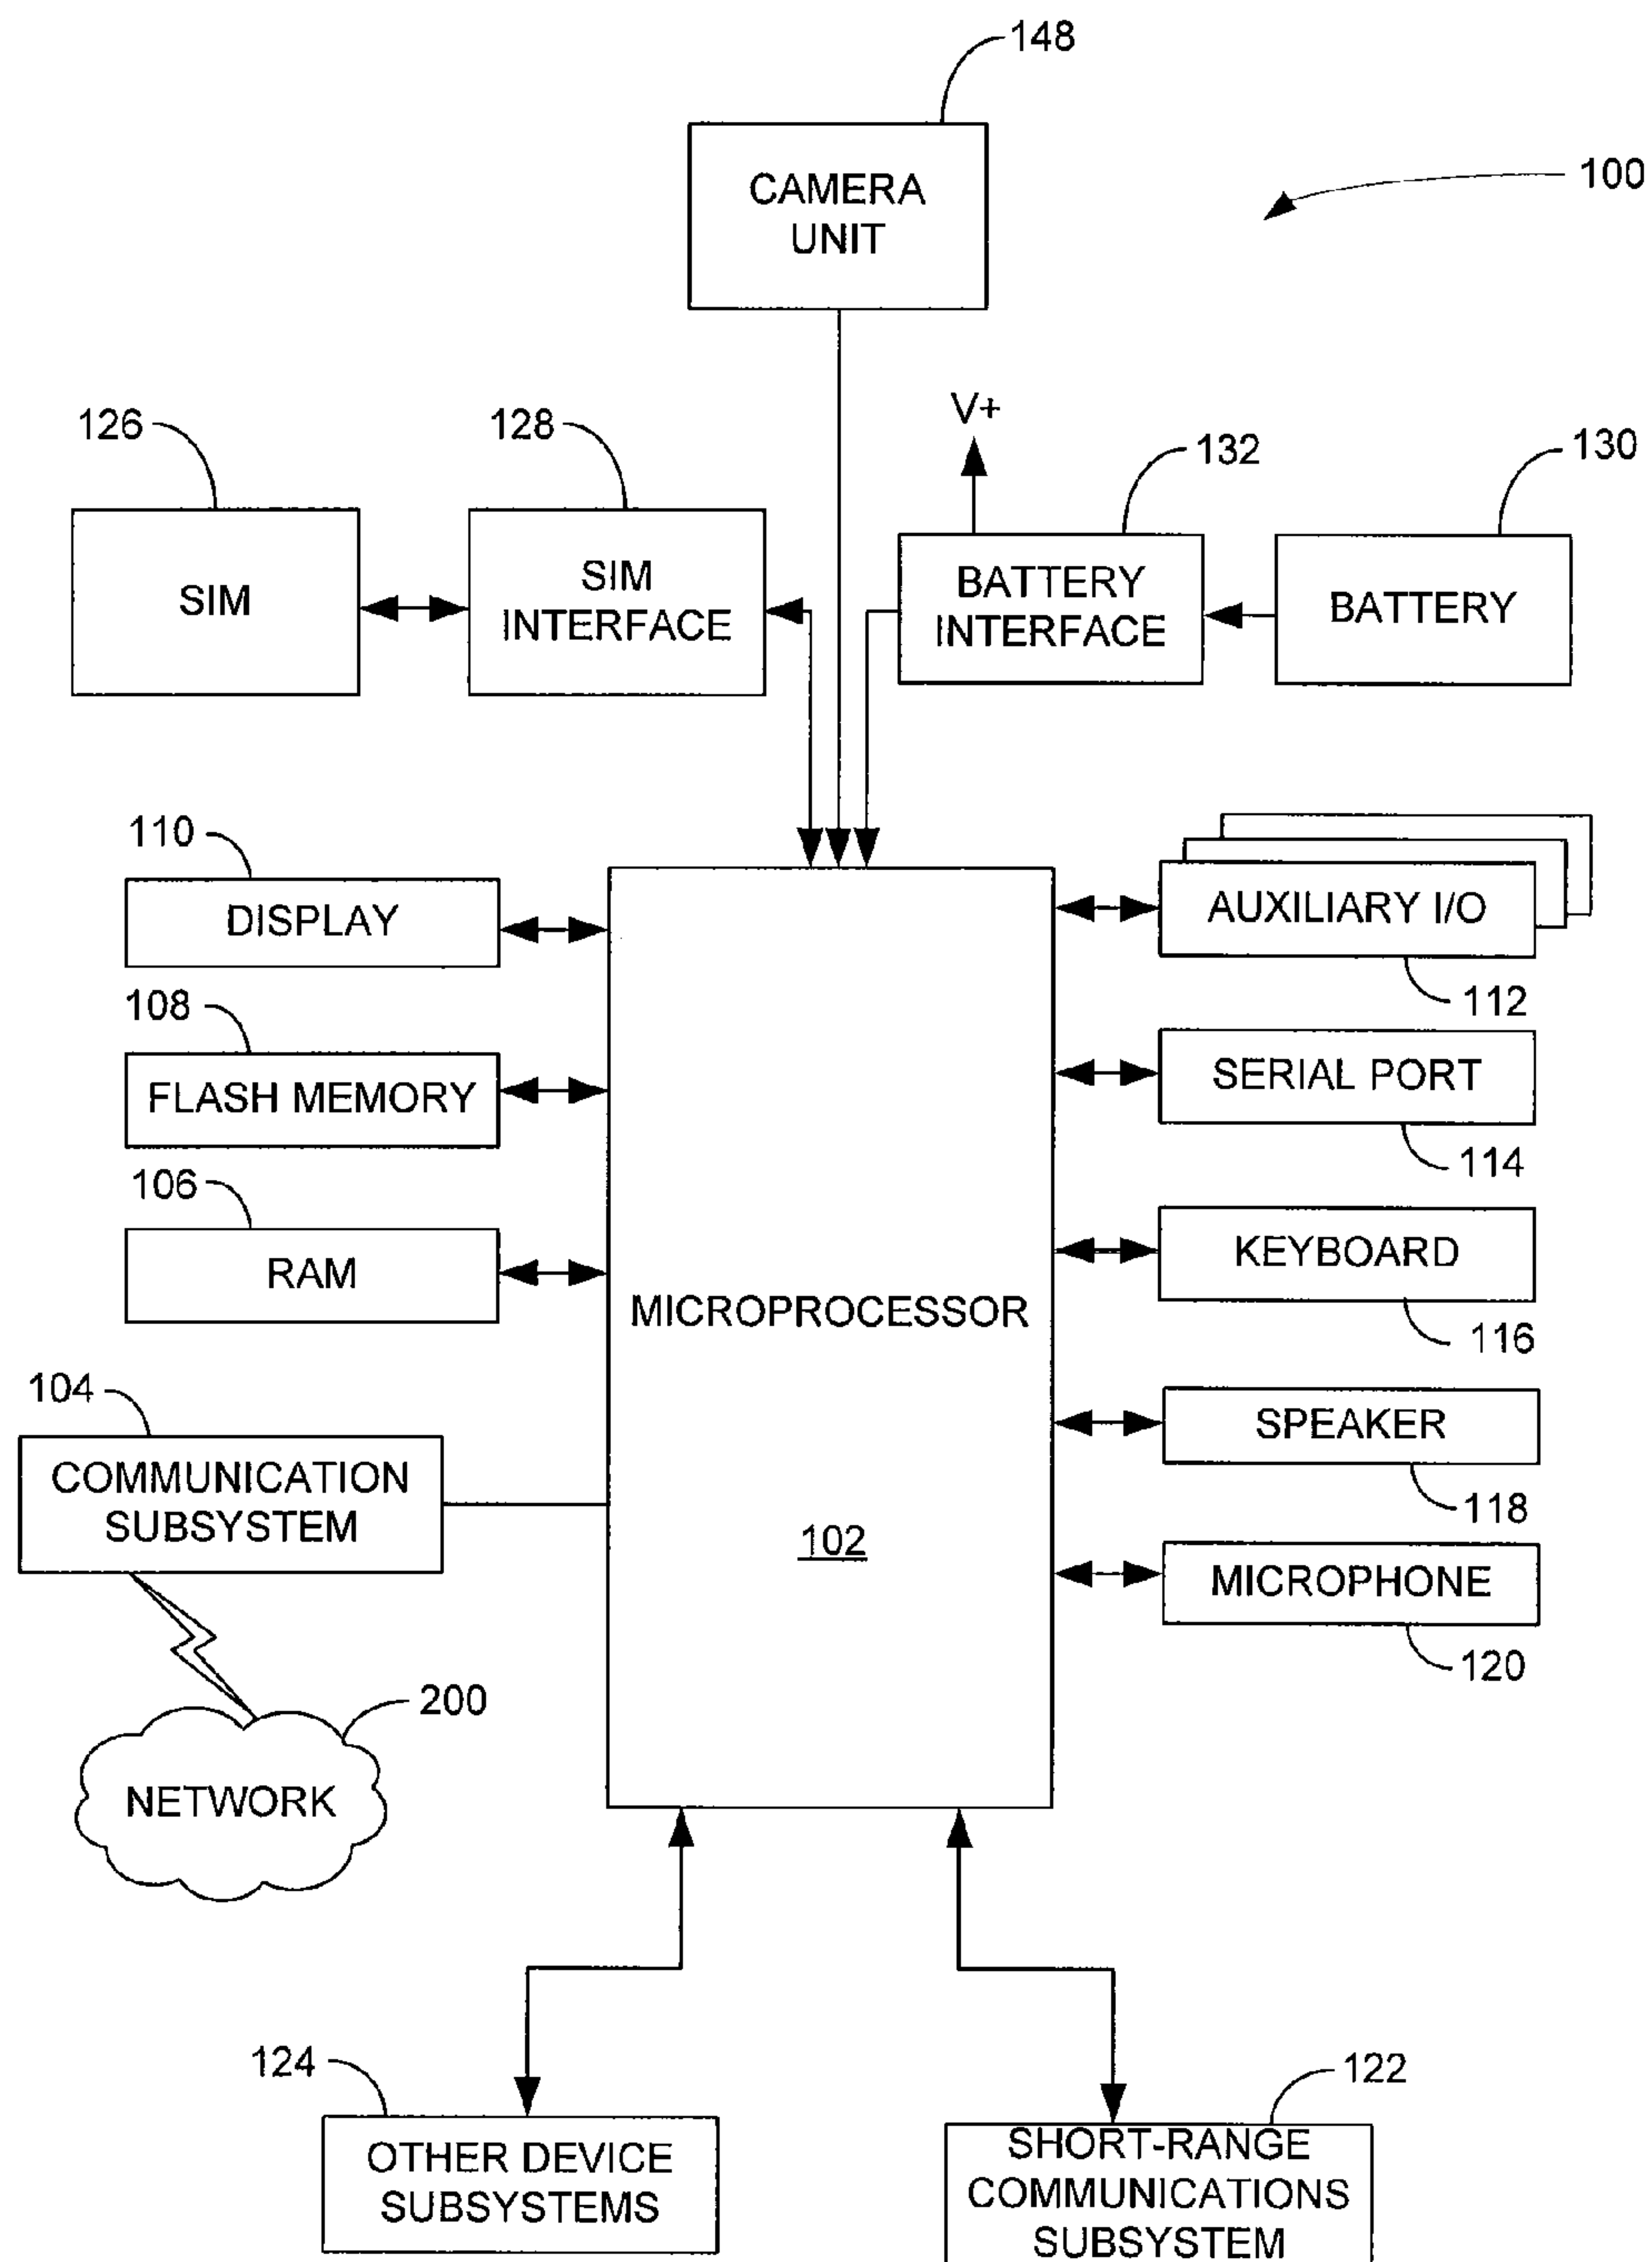 148
CAMERA
UNIT
100
V+
126
128
132
130
SIM
SIM
INTERFACE
BATTERY
INTERFACE
BATTERY
110
DISPLAY
AUXILIARY I/O
112
108
FLASH MEMORY
SERIAL PORT
114
106
RAM
KEYBOARD
116
MICROPROCESSOR
102
104
COMMUNICATION
SUBSYSTEM
SPEAKER
118
MICROPHONE
120
200
NETWORK
124
OTHER DEVICE
SUBSYSTEMS
122
SHORT-RANGE
COMMUNICATIONS
SUBSYSTEM